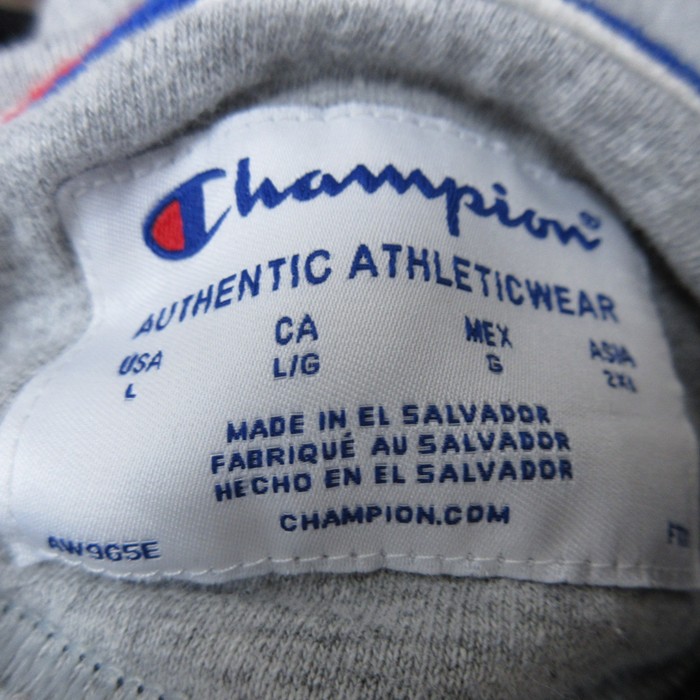 Champion®
AUTHENTIC ATHLETICWEAR
USA CA MEX ASIA
L L/G G
MADE IN EL SALVADOR
FABRIQUÉ AU SALVADOR
HECHO EN EL SALVADOR
CHAMPION.COM
AW9G5E